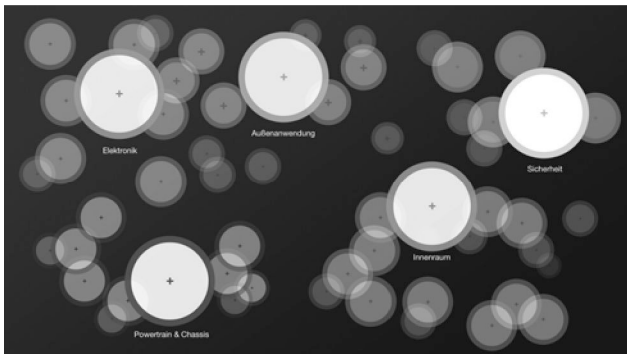 Elektronik
Außenanwendung
Sicherheit
Innenraum
Powertrain & Chassis